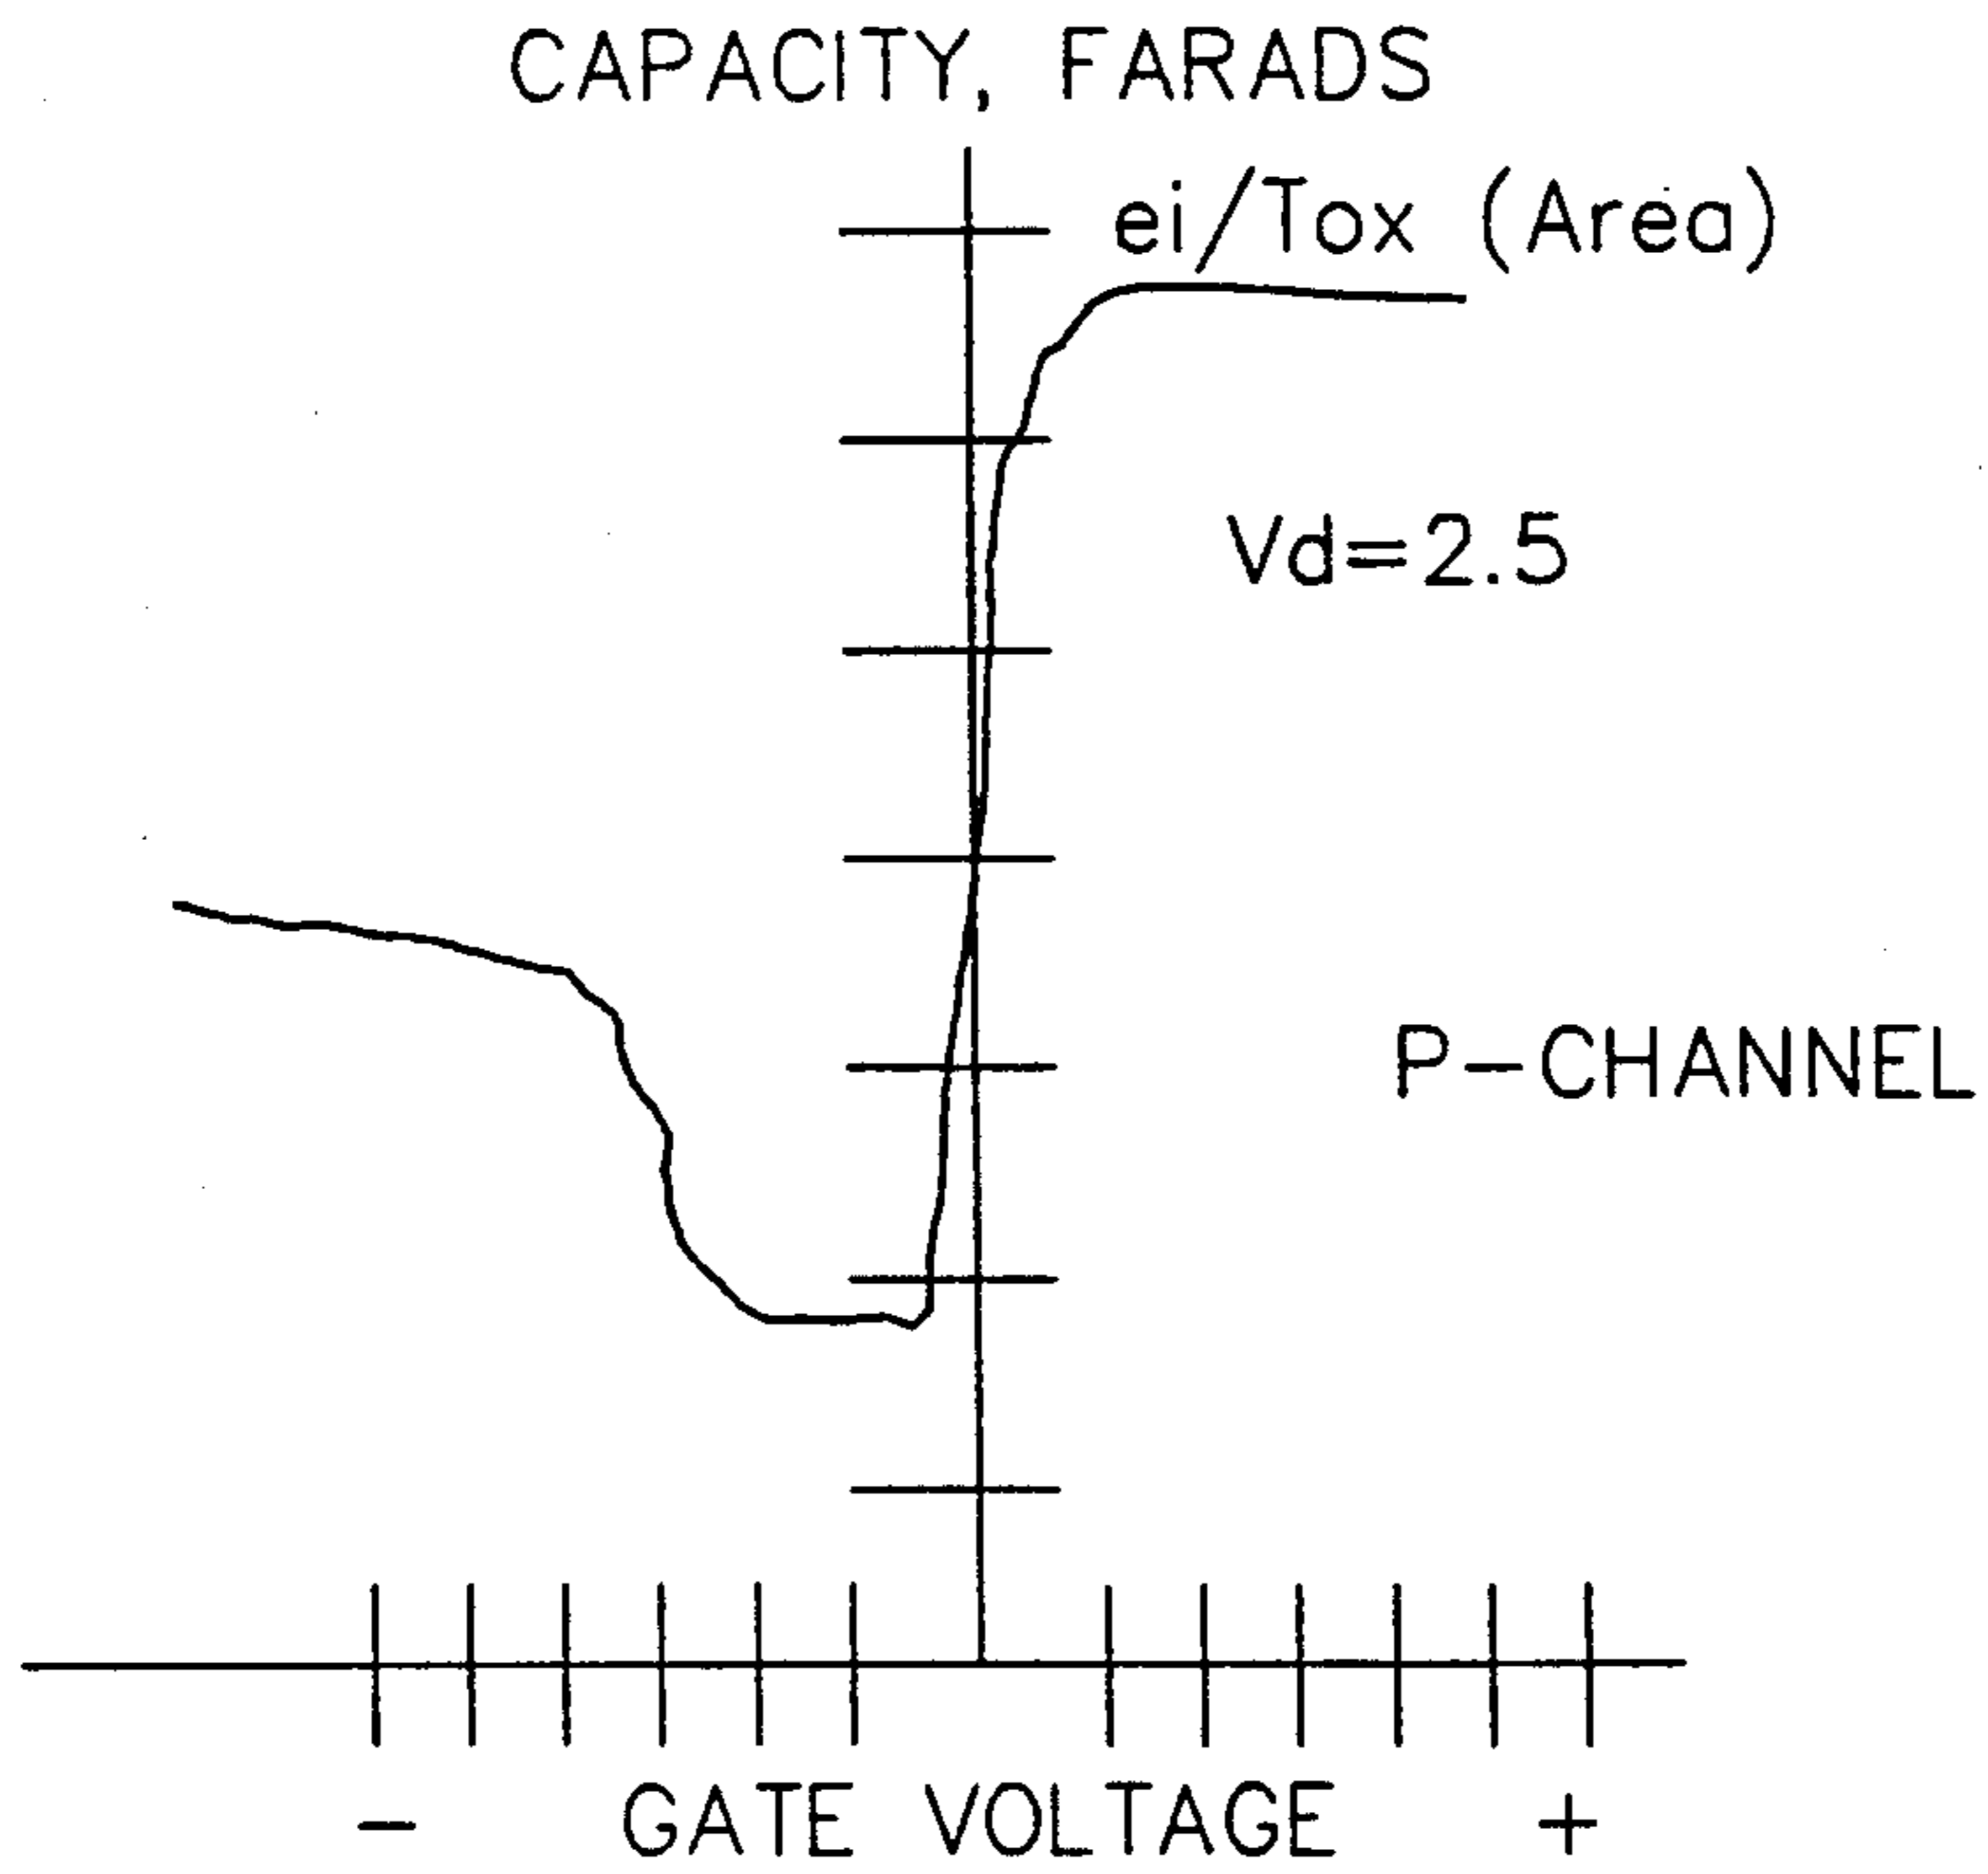 CAPACITY, FARADS
ei/Tox (Area)
Vd=2.5
P-CHANNEL
- GATE VOLTAGE +